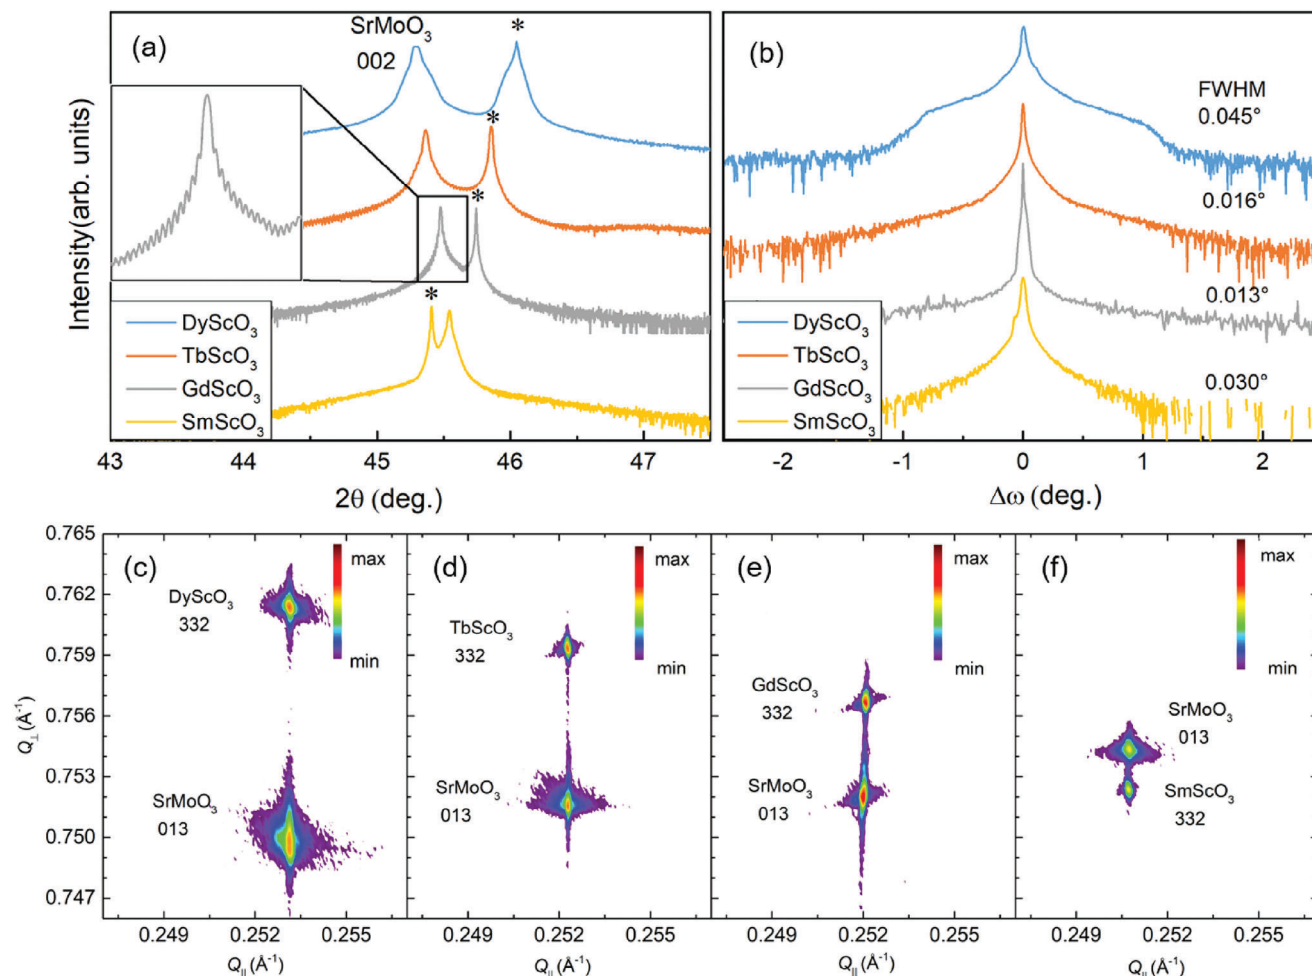 (a)
SrMoO3
002
*
*
*
*
Intensity(arb. units)
DyScO3
TbScO3
GdScO3
SmScO3
43 44 45 46 47
2θ (deg.)
(b)
FWHM
0.045°
0.016°
0.013°
0.030°
DyScO3
TbScO3
GdScO3
SmScO3
-2 -1 0 1 2
Δω (deg.)
0.765
0.762
0.759
0.756
0.753
0.750
0.747
Q⊥(Å-1)
(c)
max
min
DyScO3
332
SrMoO3
013
0.249 0.252 0.255
Q||(Å-1)
(d)
max
min
TbScO3
332
SrMoO3
013
0.249 0.252 0.255
Q||(Å-1)
(e)
max
min
GdScO3
332
SrMoO3
013
0.249 0.252 0.255
Q||(Å-1)
(f)
max
min
SrMoO3
013
SmScO3
332
0.249 0.252 0.255
Q||(Å-1)